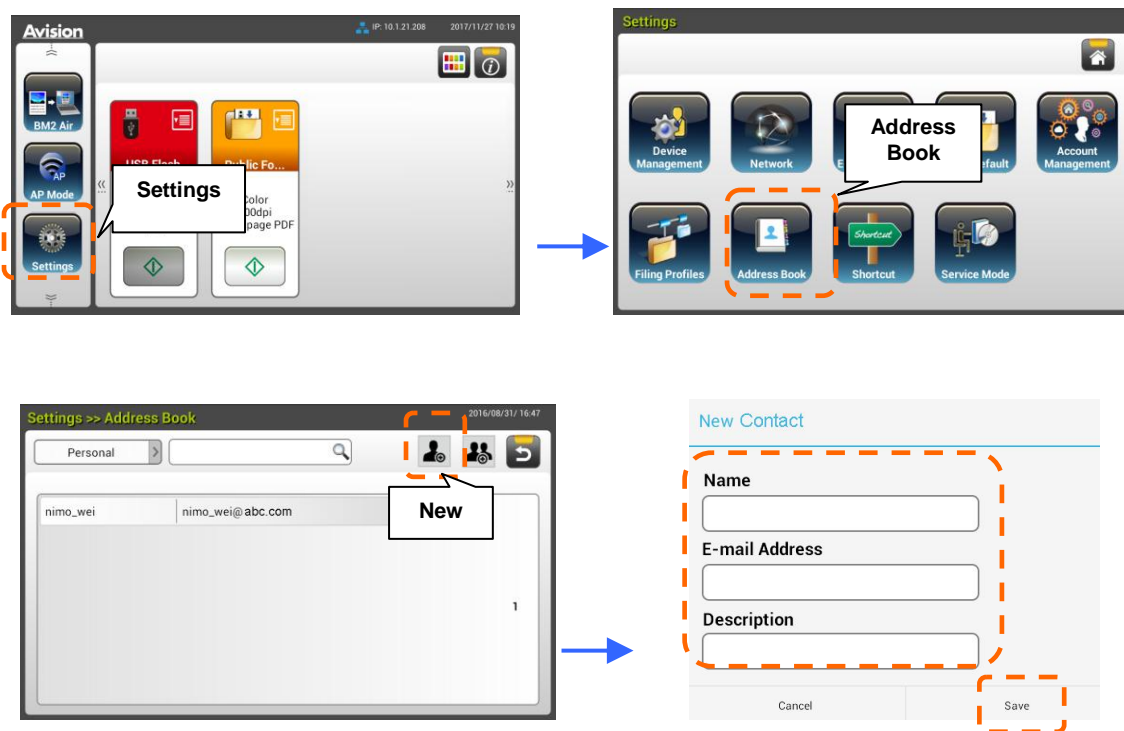 Avision
IP: 10.1.21.208
2017/11/27 10:19
BM2 Air
AP
AP Mode
Settings
USB Flash
Public Fo...
Settings
Color
00dpi
page PDF
Settings
Address
Book
Device
Management
Network
E
fault
Account
Management
Filing Profiles
Address Book
Shortcut
Shortcut
Service Mode
Settings >> Address Book
2016/08/31/ 16:47
Personal
New
nimo_wei
nimo_wei@abc.com
1
New Contact
Name
E-mail Address
Description
Cancel
Save